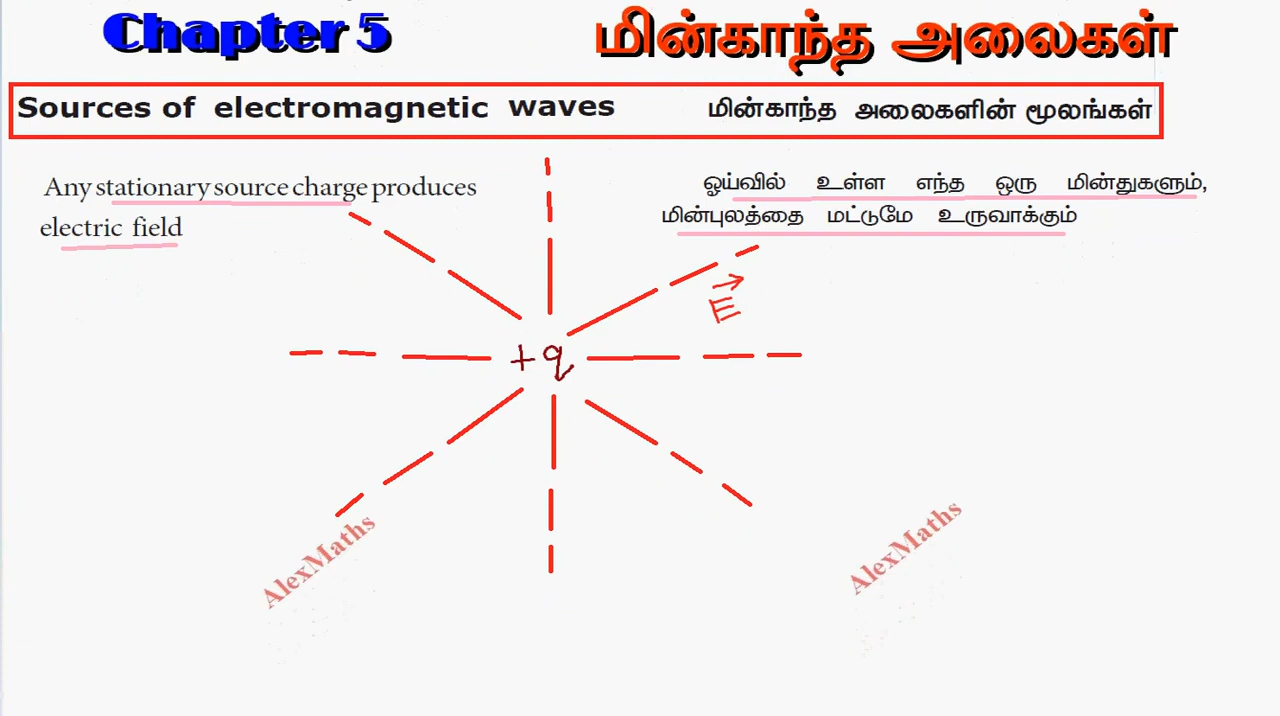 Chapter 5 மின்காந்த அலைகள்
Sources of electromagnetic waves மின்காந்த அலைகளின் மூலங்கள்
Any stationary source charge produces
electric field
ஓய்வில் உள்ள எந்த ஒரு மின்துகளும்,
மின்புலத்தை மட்டுமே உருவாக்கும்
E
+q
AlexMaths
AlexMaths